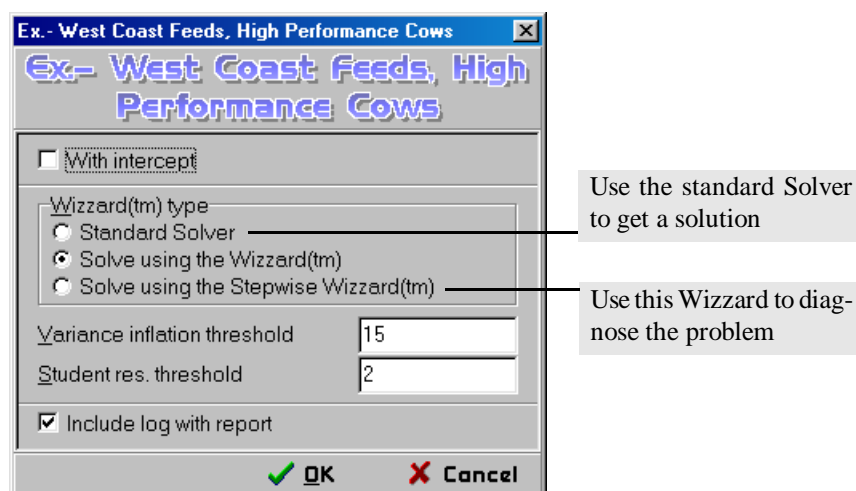 Ex.- West Coast Feeds, High Performance Cows
Ex.- West Coast Feeds, High
Performance Cows
With intercept
Wizzard(tm) type
Standard Solver
Solve using the Wizzard(tm)
Solve using the Stepwise Wizzard(tm)
Variance inflation threshold 15
Student res. threshold 2
Include log with report
OK Cancel
Use the standard Solver
to get a solution
Use this Wizzard to diag-
nose the problem